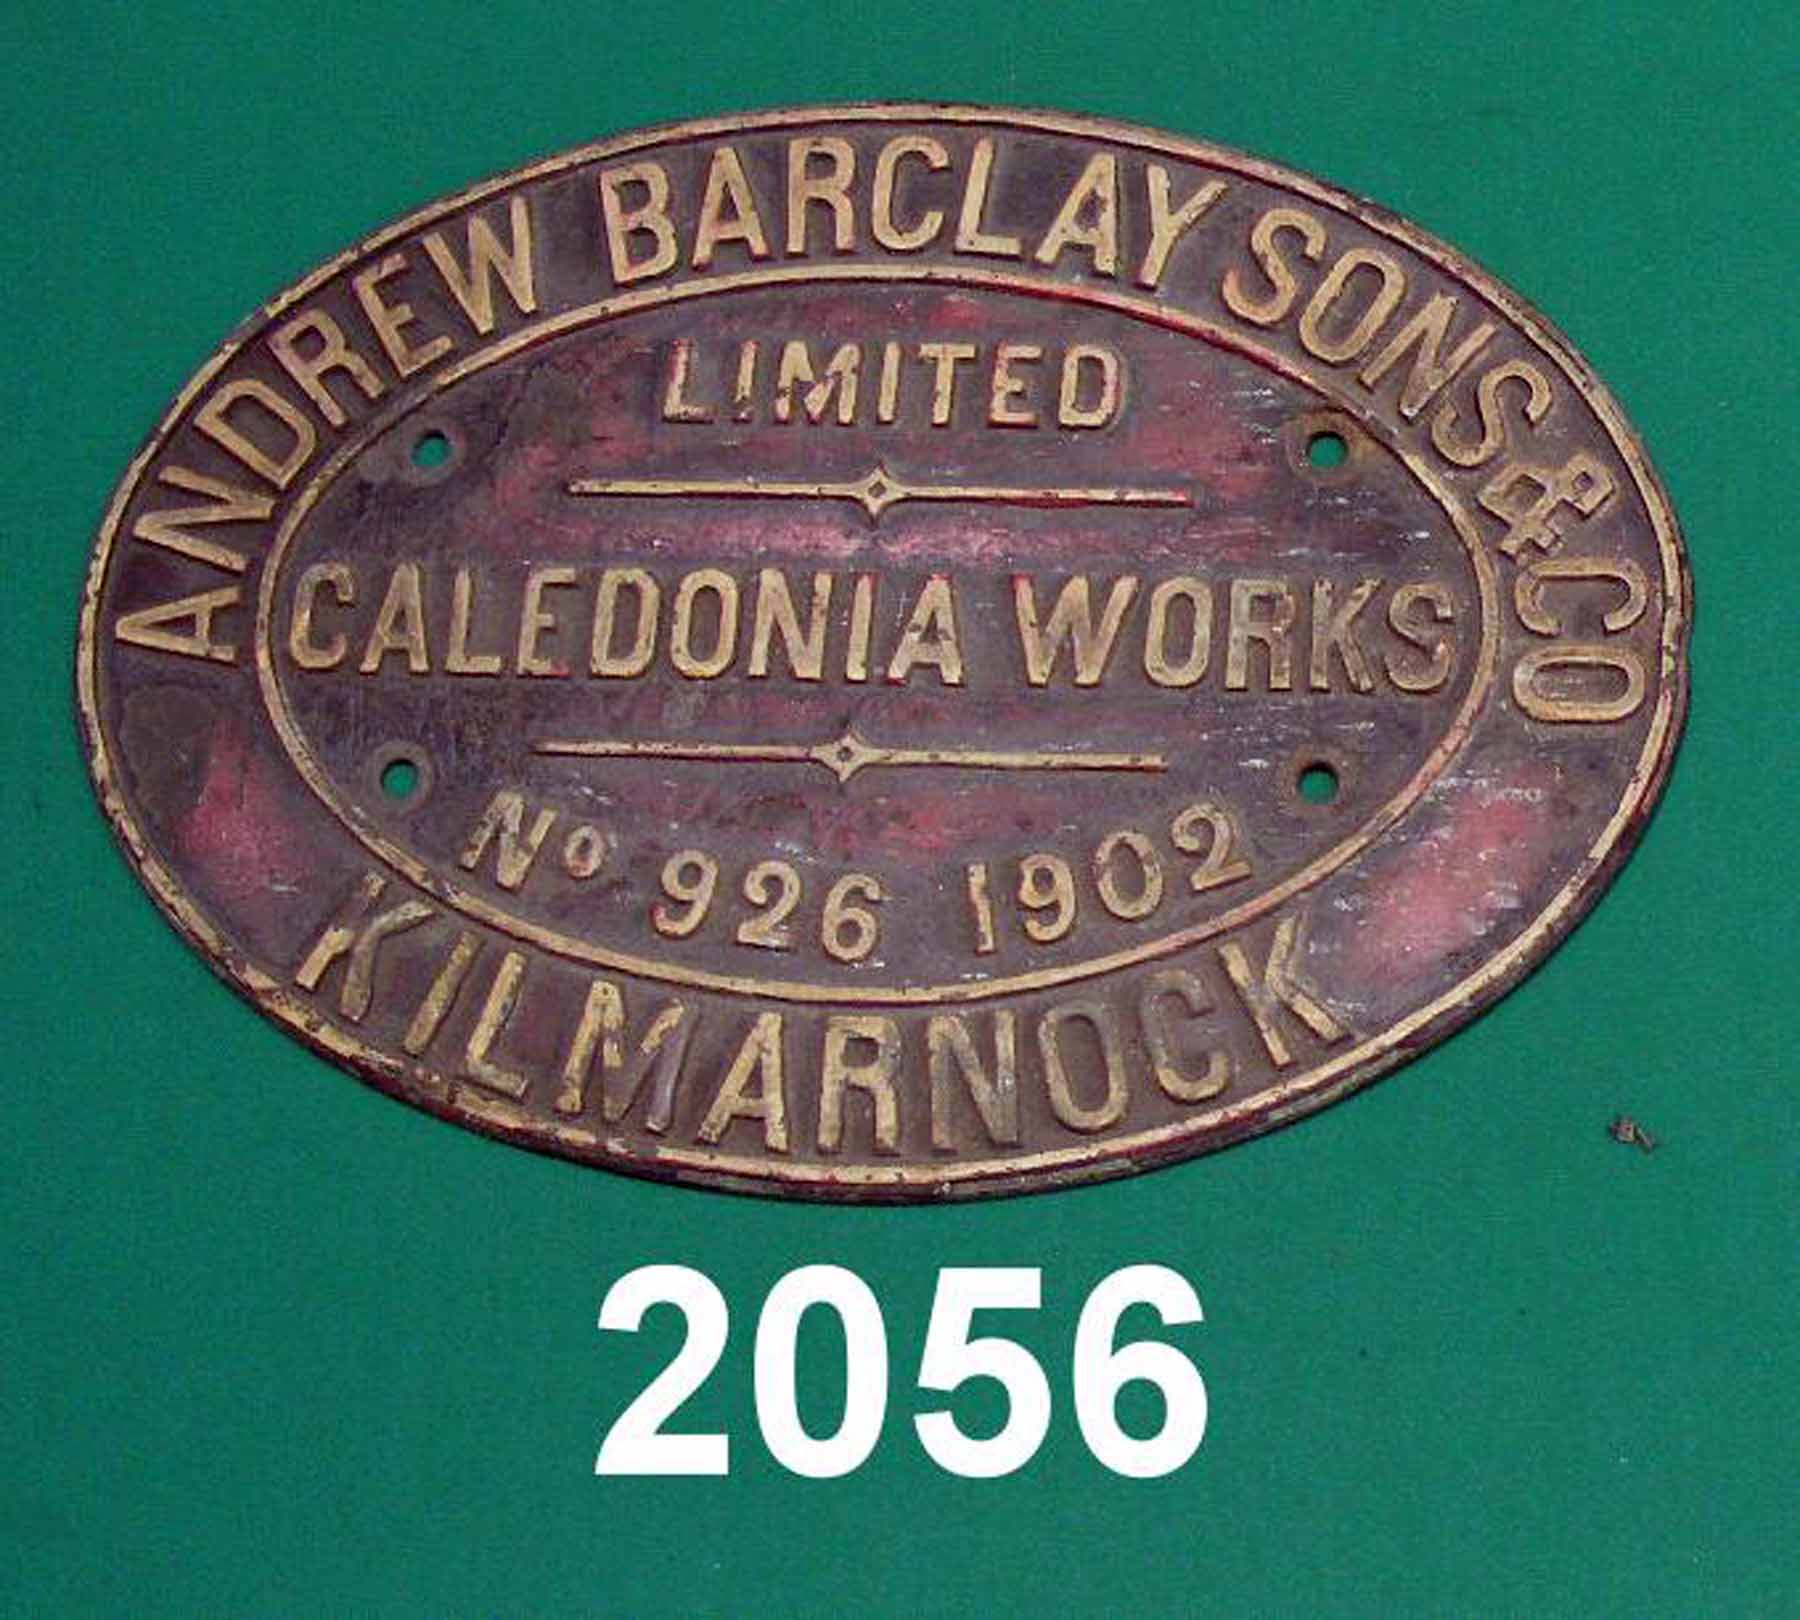 ANDREW BARCLAY SONS & CO
LIMITED
CALEDONIA WORKS
No 926 1902
KILMARNOCK
2056